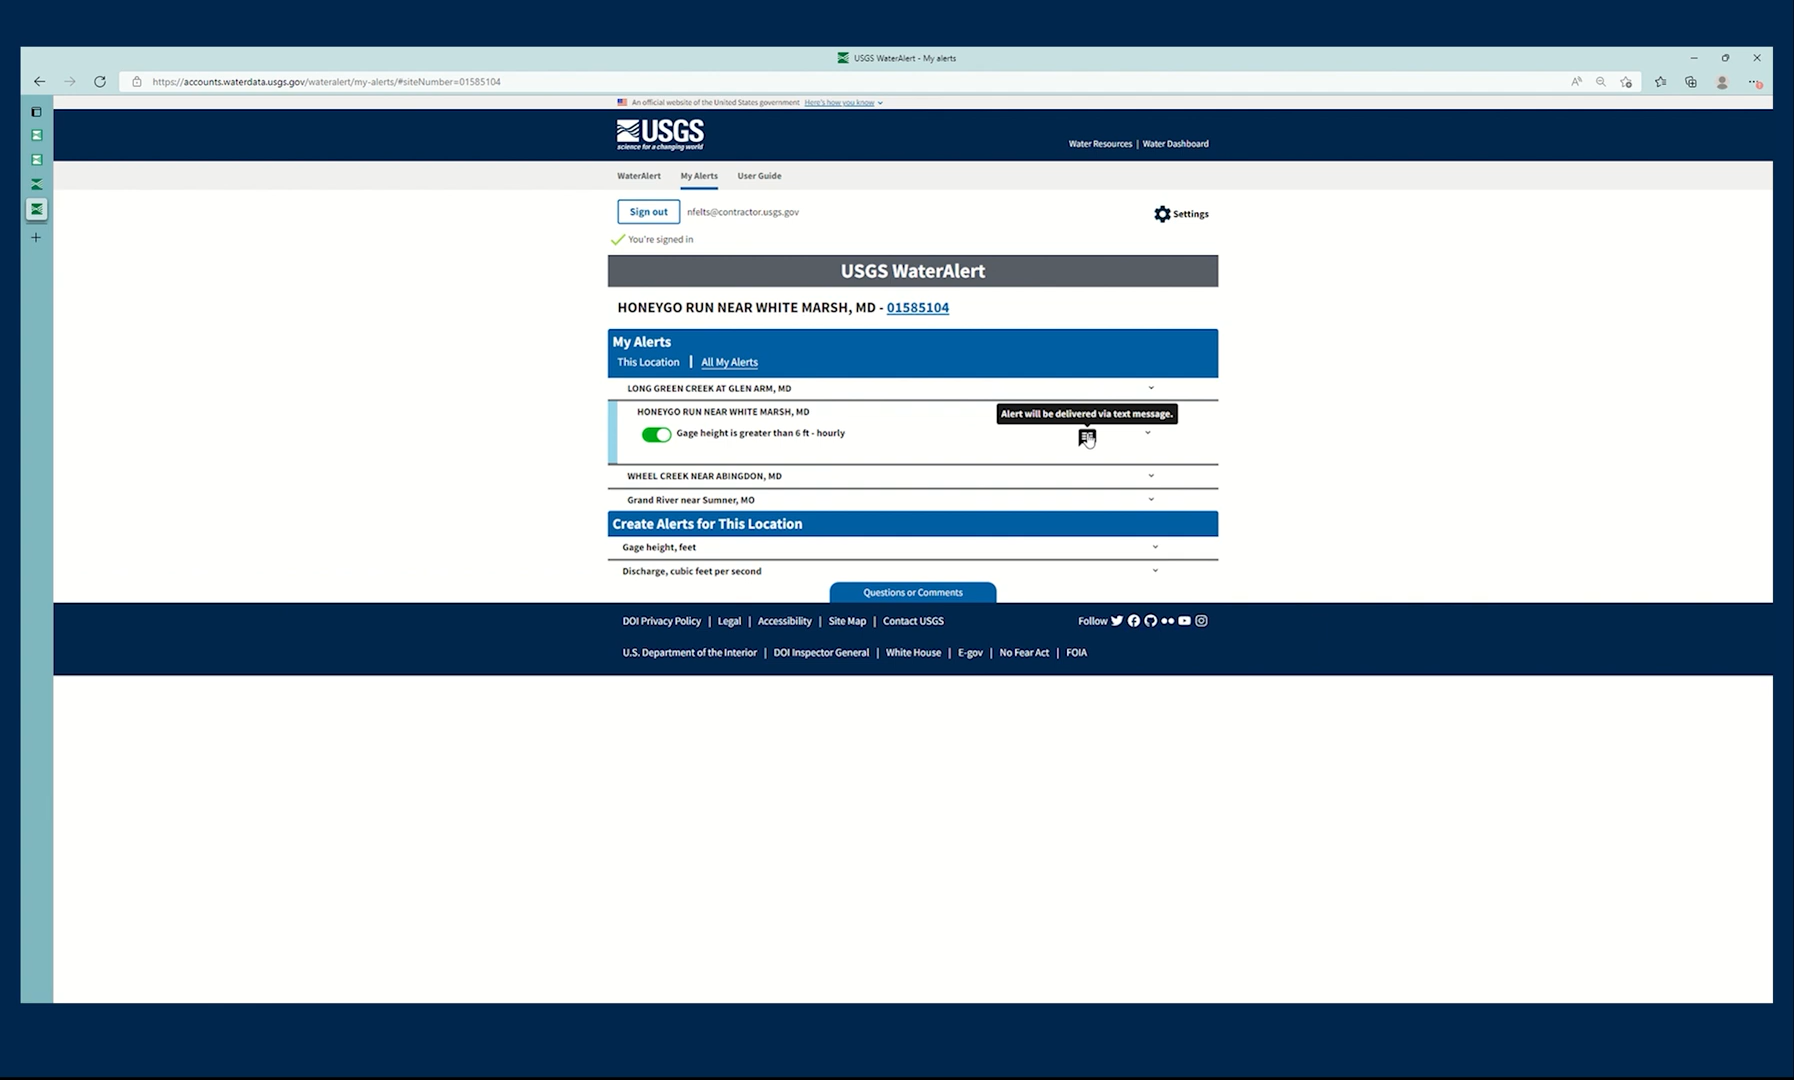 USGS WaterAlert - My alerts
https://accounts.waterdata.usgs.gov/wateralert/my-alerts/#siteNumber=01585104
An official website of the United States government Here's how you know
USGS
science for a changing world
Water Resources | Water Dashboard
WaterAlert My Alerts User Guide
Sign out nfelts@contractor.usgs.gov
Settings
You're signed in
USGS WaterAlert
HONEYGO RUN NEAR WHITE MARSH, MD - 01585104
My Alerts
This Location | All My Alerts
LONG GREEN CREEK AT GLEN ARM, MD
HONEYGO RUN NEAR WHITE MARSH, MD
Alert will be delivered via text message.
Gage height is greater than 6 ft - hourly
WHEEL CREEK NEAR ABINGDON, MD
Grand River near Sumner, MO
Create Alerts for This Location
Gage height, feet
Discharge, cubic feet per second
Questions or Comments
DOI Privacy Policy | Legal | Accessibility | Site Map | Contact USGS
Follow
U.S. Department of the Interior | DOI Inspector General | White House | E-gov | No Fear Act | FOIA